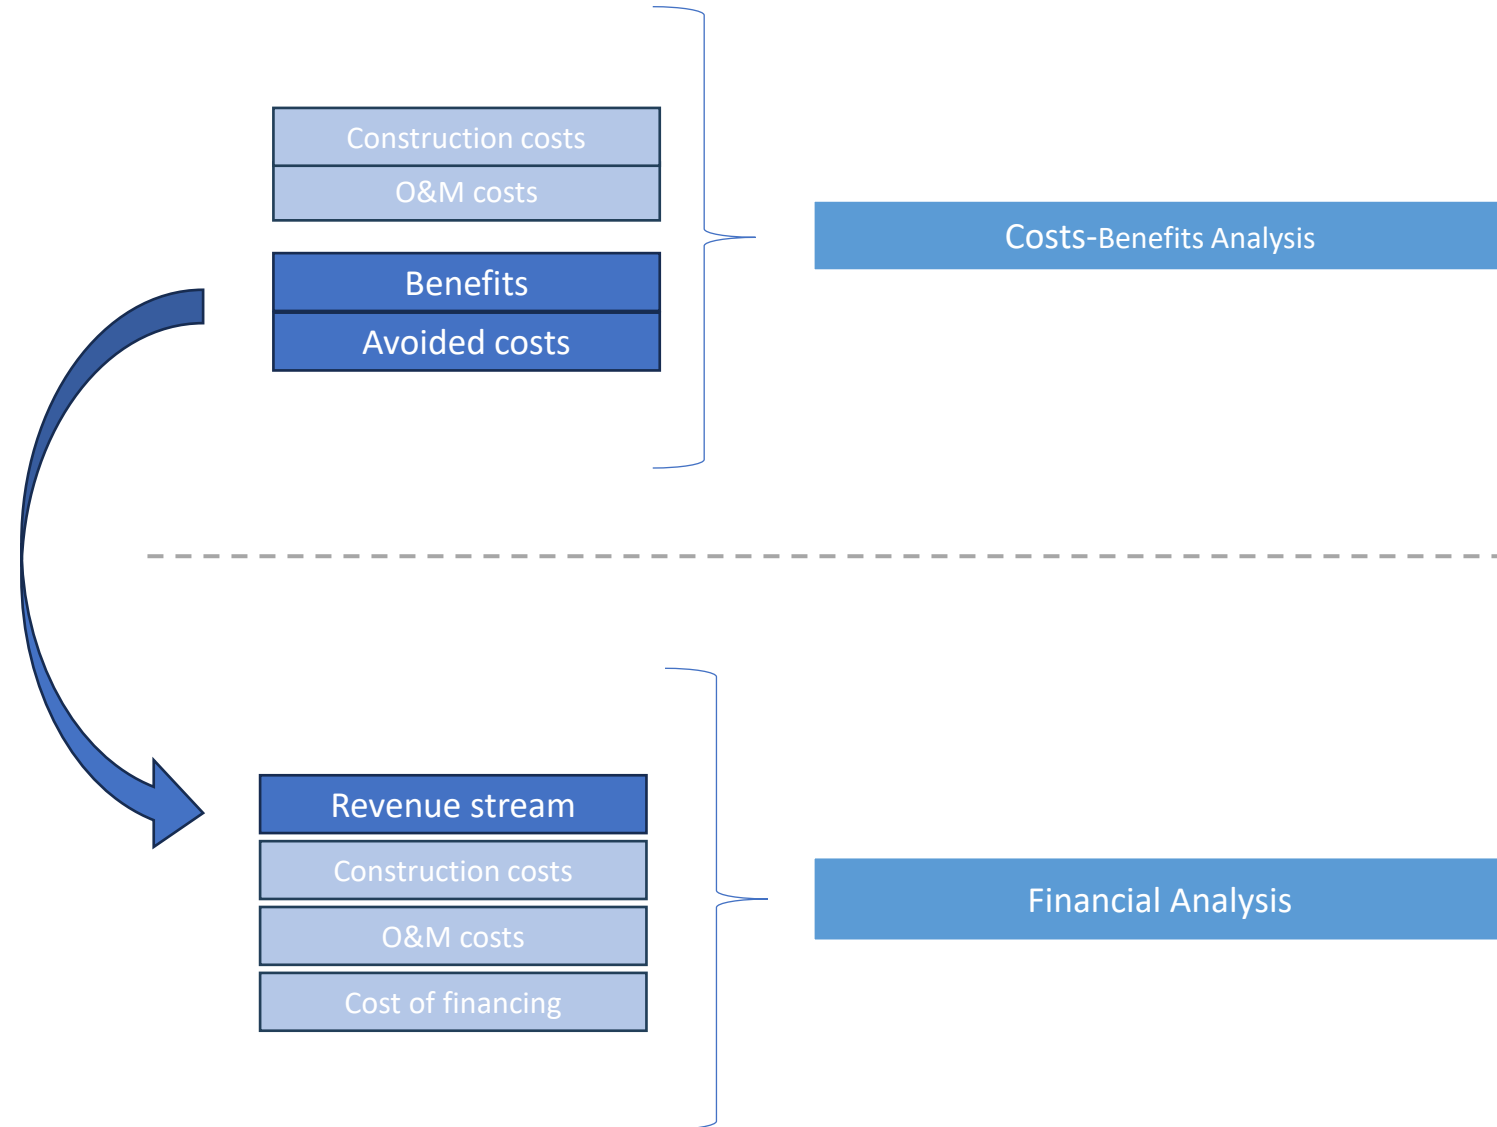 Construction costs
O&M costs
Benefits
Avoided costs
Costs-Benefits Analysis
Revenue stream
Construction costs
O&M costs
Cost of financing
Financial Analysis